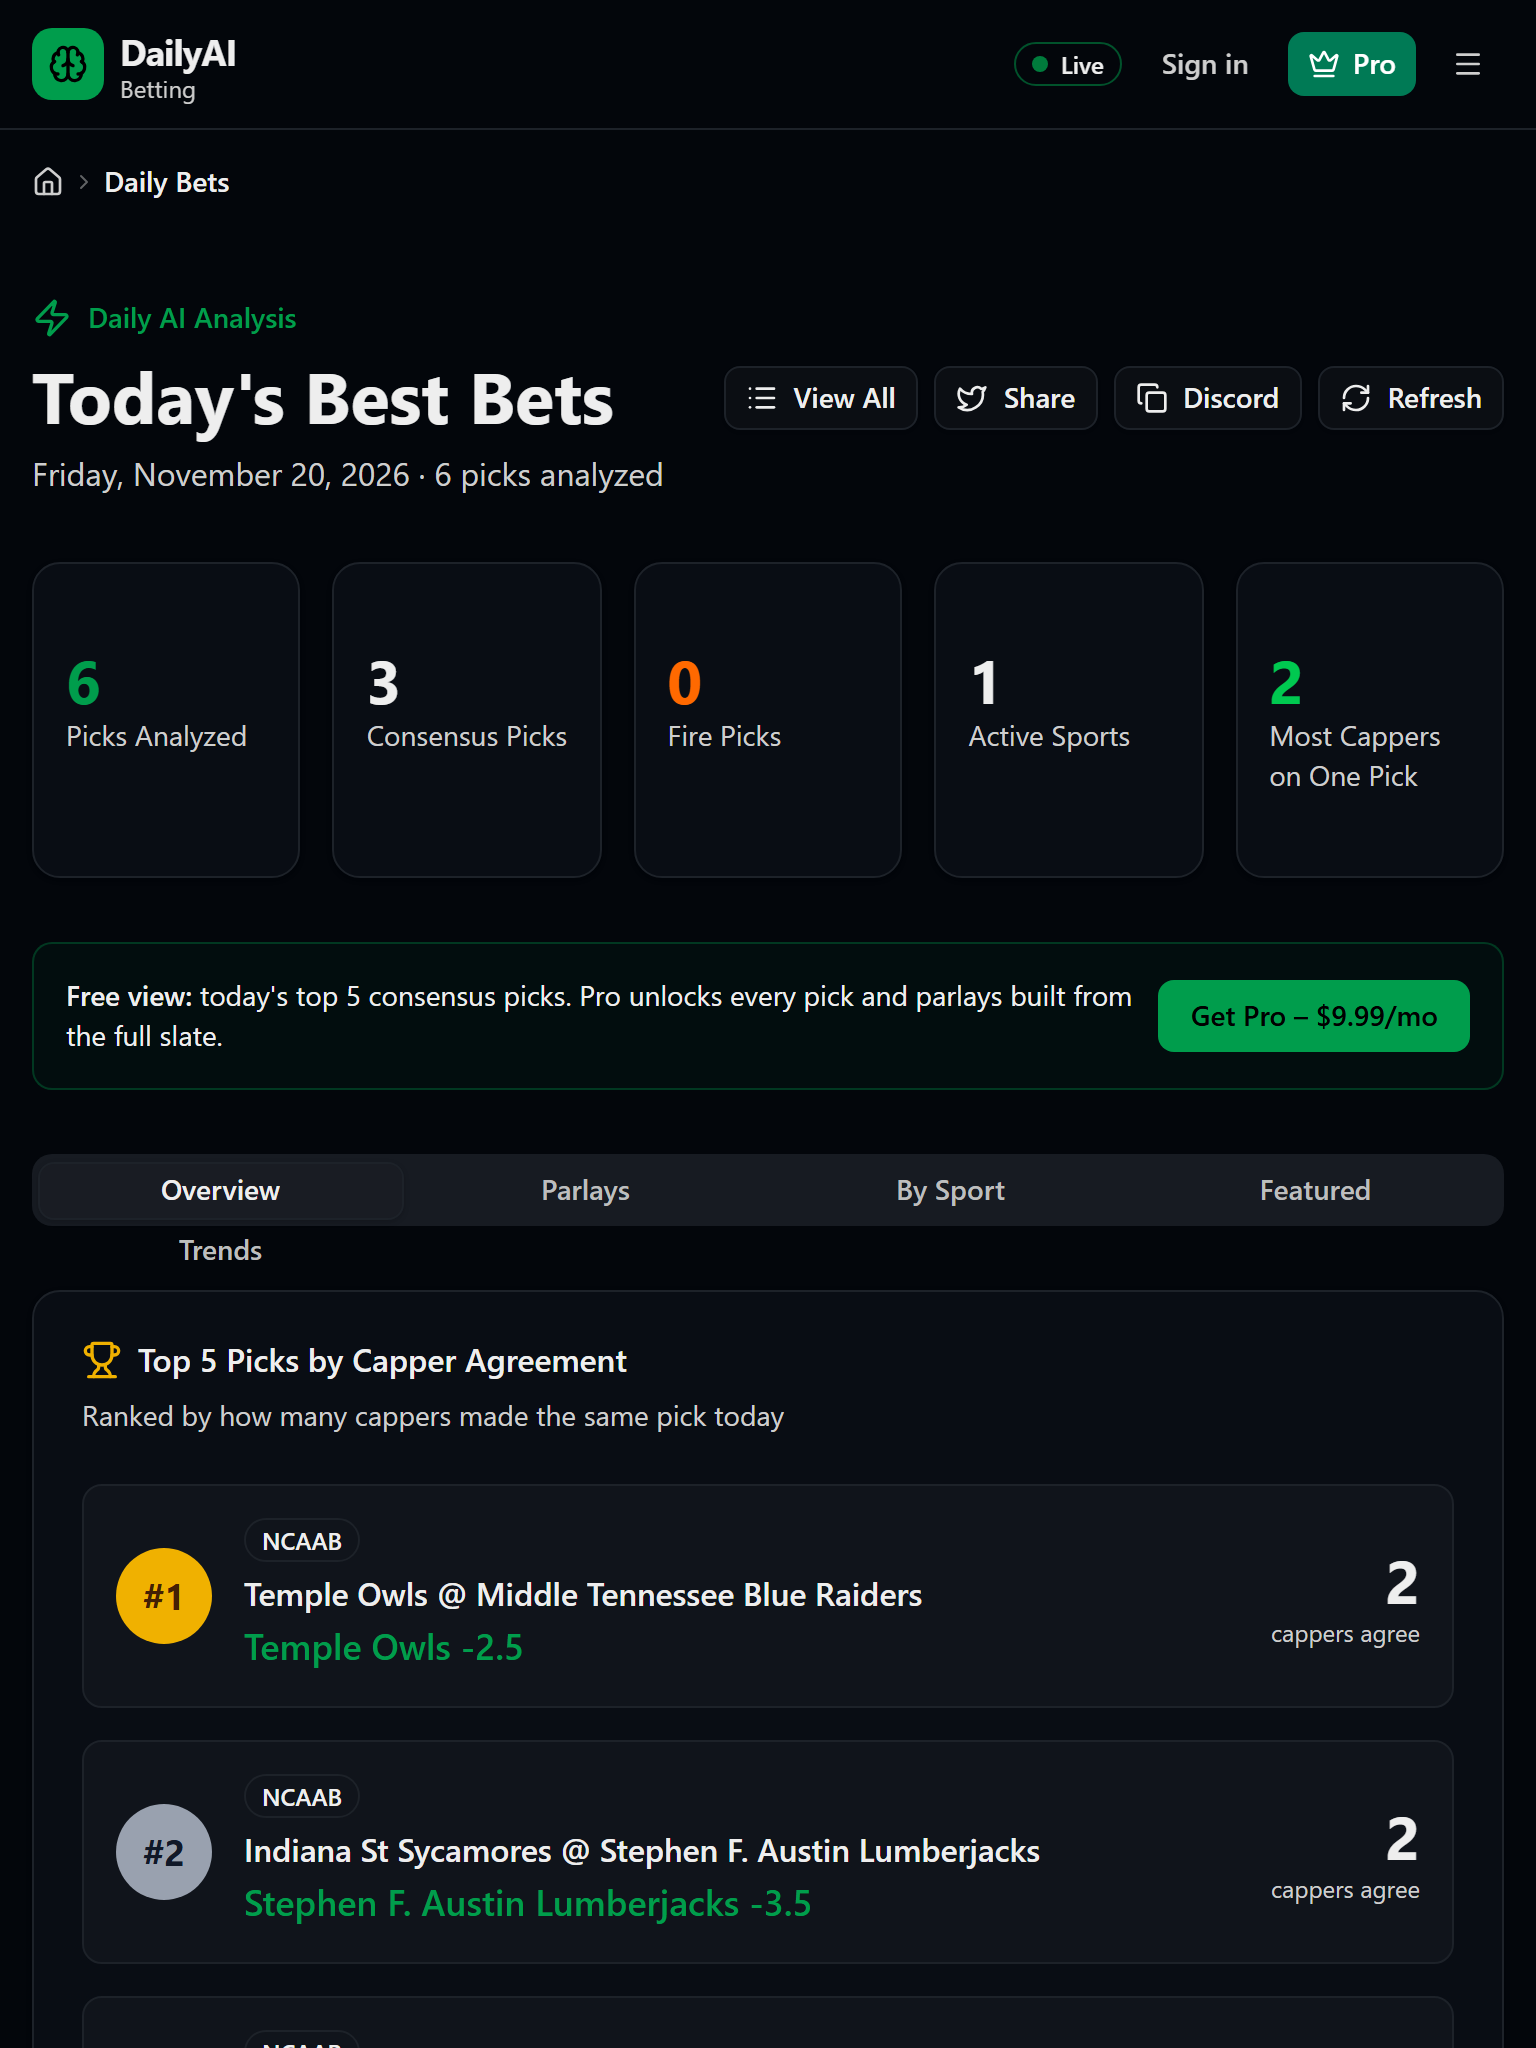 DailyAI
Betting
Live
Sign in
Pro
Daily Bets
Daily AI Analysis
Today's Best Bets
View All
Share
Discord
Refresh
Friday, November 20, 2026 · 6 picks analyzed
6
Picks Analyzed
3
Consensus Picks
0
Fire Picks
1
Active Sports
2
Most Cappers
on One Pick
Free view: today's top 5 consensus picks. Pro unlocks every pick and parlays built from
the full slate.
Get Pro – $9.99/mo
Overview
Parlays
By Sport
Featured
Trends
Top 5 Picks by Capper Agreement
Ranked by how many cappers made the same pick today
#1
NCAAB
Temple Owls @ Middle Tennessee Blue Raiders
Temple Owls -2.5
2
cappers agree
#2
NCAAB
Indiana St Sycamores @ Stephen F. Austin Lumberjacks
Stephen F. Austin Lumberjacks -3.5
2
cappers agree
NCAAB